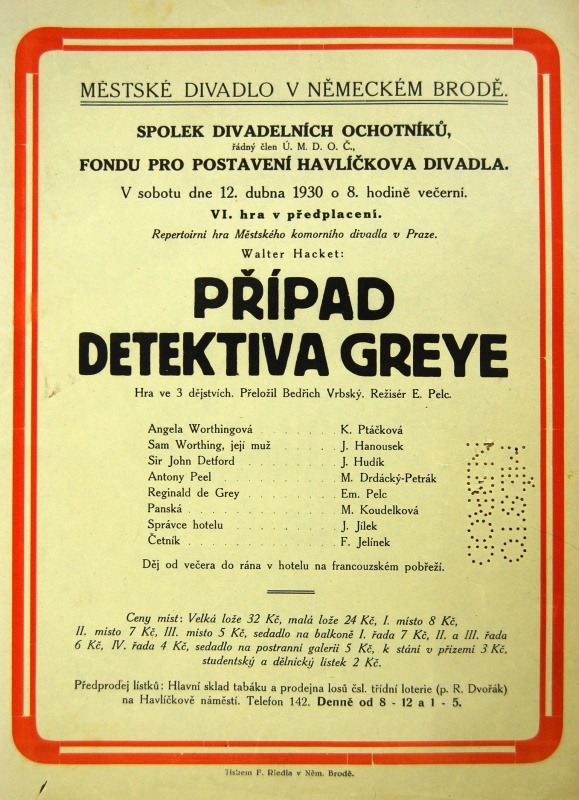 MĚSTSKÉ DIVADLO V NĚMECKÉM BRODĚ.
SPOLEK DIVADELNÍCH OCHOTNÍKŮ,
řádný člen Ú. M. D. O. Č.,
FONDU PRO POSTAVENÍ HAVLÍČKOVA DIVADLA.
V sobotu dne 12. dubna 1930 o 8. hodině večerní.
VI. hra v předplacení.
Repertoirní hra Městského komorního divadla v Praze.
Walter Hacket:
PŘÍPAD
DETEKTIVA GREYE
Hra ve 3 dějstvích. Přeložil Bedřich Vrbský. Režisér E. Pelc.
Angela Worthingová . . . . . . . K. Ptáčková
Sam Worthing, její muž . . . . . . J. Hanousek
Sir John Detford . . . . . . . . . J. Hudík
Antony Peel . . . . . . . . . . M. Drdácký-Petrák
Reginald de Grey . . . . . . . . Em. Pelc
Panská . . . . . . . . . . . . M. Koudelková
Správce hotelu . . . . . . . . . J. Jílek
Četník . . . . . . . . . . . . F. Jelínek
Děj od večera do rána v hotelu na francouzském pobřeží.
Ceny míst: Velká lože 32 Kč, malá lože 24 Kč, I. místo 8 Kč,
II. místo 7 Kč, III. místo 5 Kč, sedadlo na balkoně I. řada 7 Kč, II. a III. řada
6 Kč, IV. řada 4 Kč, sedadlo na postranní galerii 5 Kč, k stání v přízemí 3 Kč,
studentský a dělnický lístek 2 Kč.
Předprodej lístků: Hlavní sklad tabáku a prodejna losů čsl. třídní loterie (p. R. Dvořák)
na Havlíčkově náměstí. Telefon 142. Denně od 8 - 12 a 1 - 5.
Tiskem F. Riedla v Něm. Brodě.